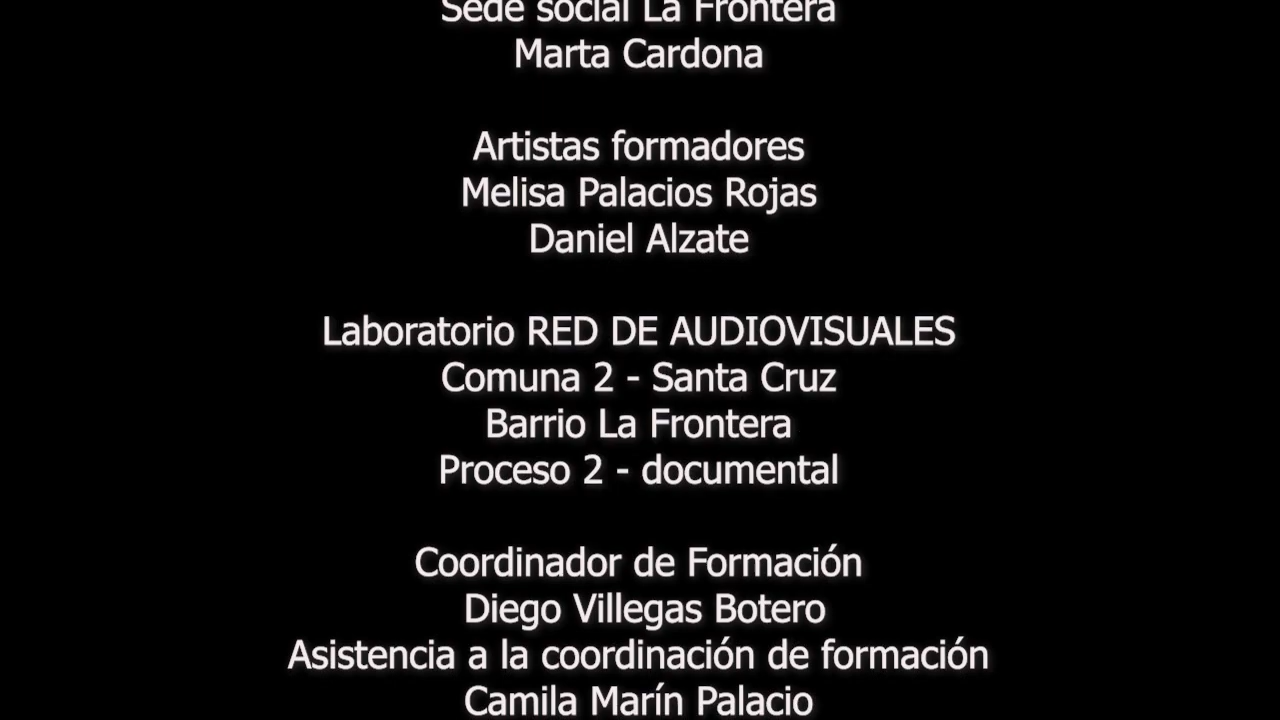 Sede social La Frontera
Marta Cardona
Artistas formadores
Melisa Palacios Rojas
Daniel Alzate
Laboratorio RED DE AUDIOVISUALES
Comuna 2 - Santa Cruz
Barrio La Frontera
Proceso 2 - documental
Coordinador de Formación
Diego Villegas Botero
Asistencia a la coordinación de formación
Camila Marín Palacio